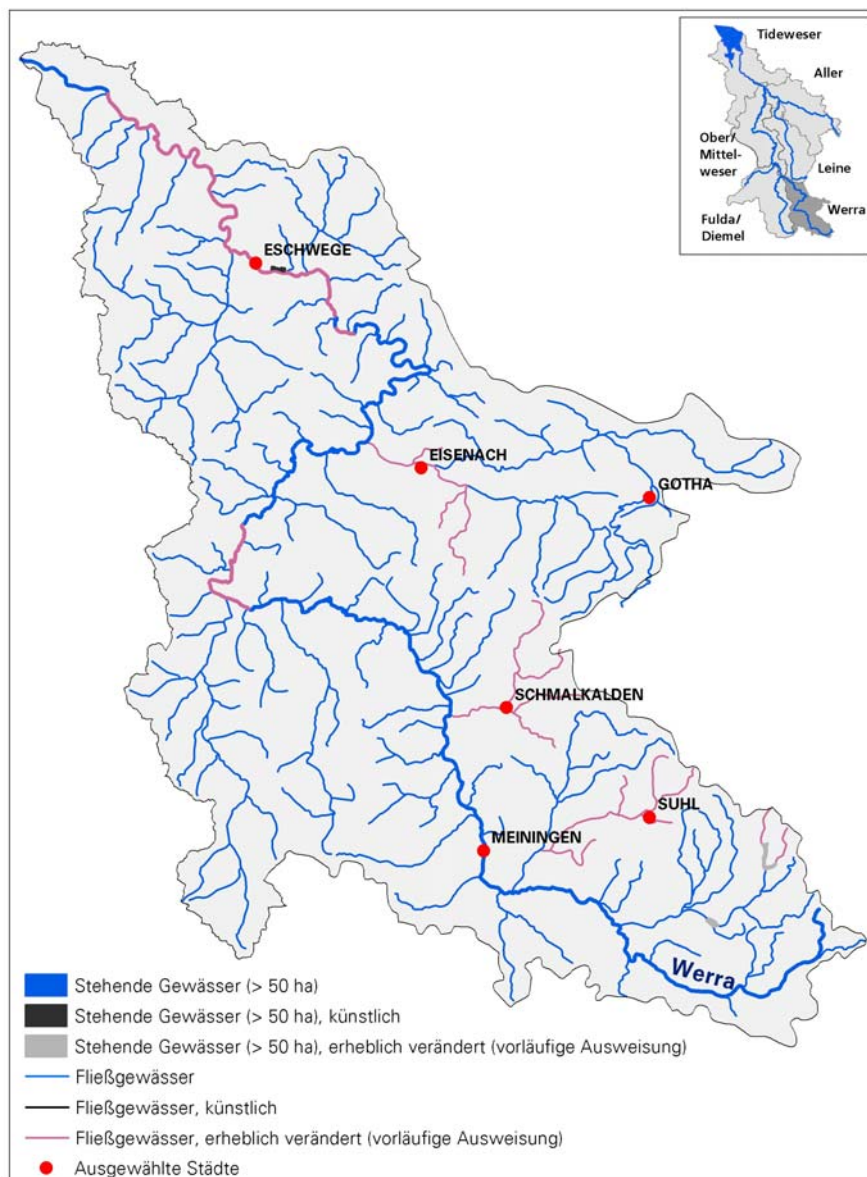 Tideweser
Aller
Ober/
Mittel-
weser
Leine
Werra
Fulda/
Diemel
ESCHWEGE
EISENACH
GOTHA
SCHMALKALDEN
SUHL
MEININGEN
Werra
Stehende Gewässer (> 50 ha)
Stehende Gewässer (> 50 ha), künstlich
Stehende Gewässer (> 50 ha), erheblich verändert (vorläufige Ausweisung)
Fließgewässer
Fließgewässer, künstlich
Fließgewässer, erheblich verändert (vorläufige Ausweisung)
Ausgewählte Städte